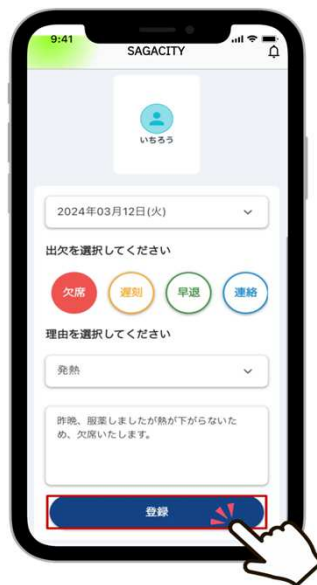 9:41
SAGACITY
いちろう
2024年03月12日(火)
出欠を選択してください
欠席 遅刻 早退 連絡
理由を選択してください
発熱
昨晩、服薬しましたが熱が下がらないた
め、欠席いたします。
登録